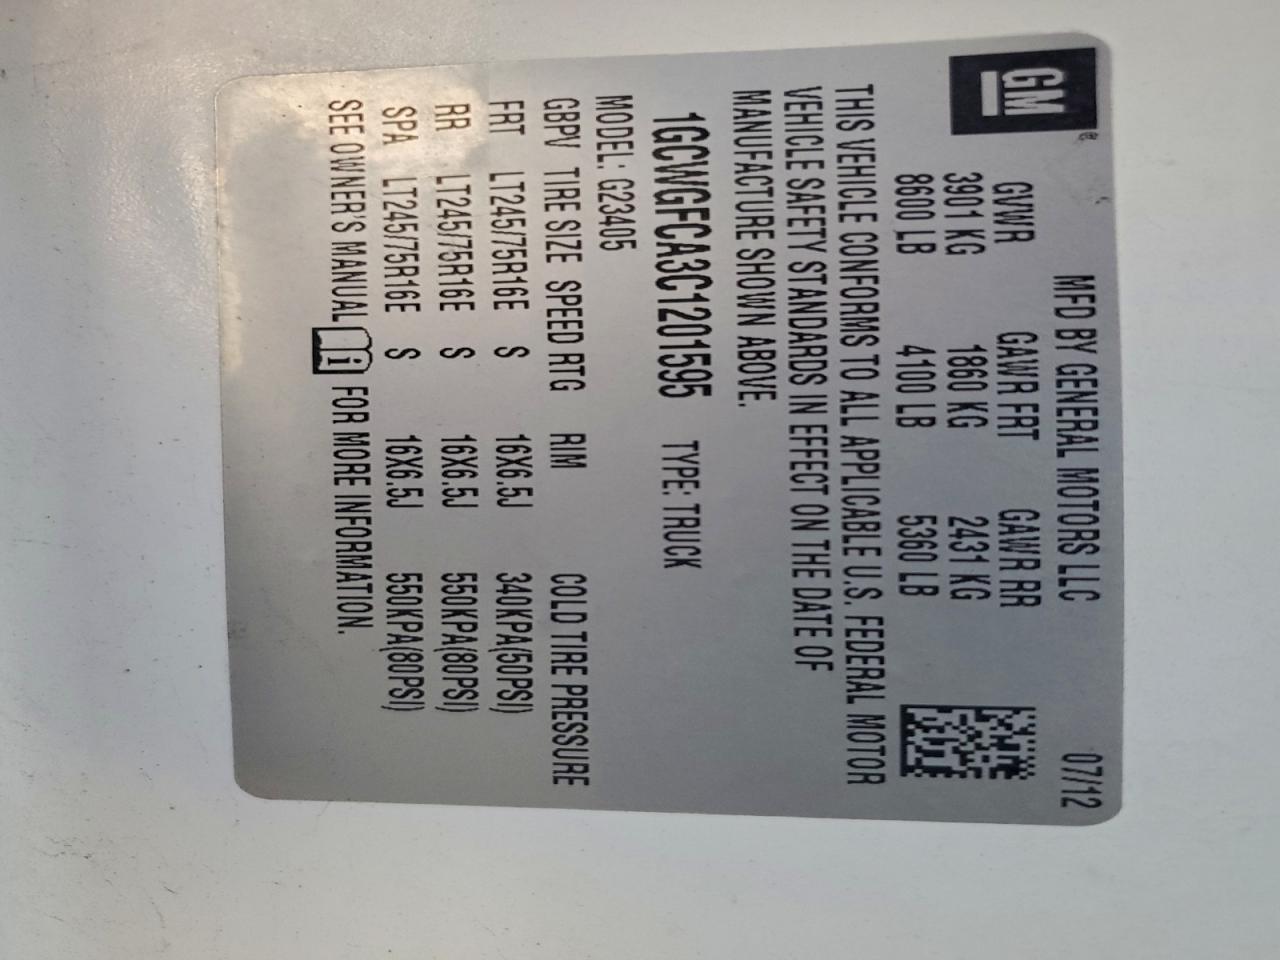 GM
MFD BY GENERAL MOTORS LLC 07/12
GVWR GAWR FRT GAWR RR
3901 KG 1860 KG 2431 KG
8600 LB 4100 LB 5360 LB
THIS VEHICLE CONFORMS TO ALL APPLICABLE U.S. FEDERAL MOTOR
VEHICLE SAFETY STANDARDS IN EFFECT ON THE DATE OF
MANUFACTURE SHOWN ABOVE.
1GCWGFCA3C1201595 TYPE: TRUCK
MODEL: G23405
GBPV TIRE SIZE SPEED RTG RIM COLD TIRE PRESSURE
FRT LT245/75R16E S 16X6.5J 340KPA(50PSI)
RR LT245/75R16E S 16X6.5J 550KPA(80PSI)
SPA LT245/75R16E S 16X6.5J 550KPA(80PSI)
SEE OWNER'S MANUAL i FOR MORE INFORMATION.